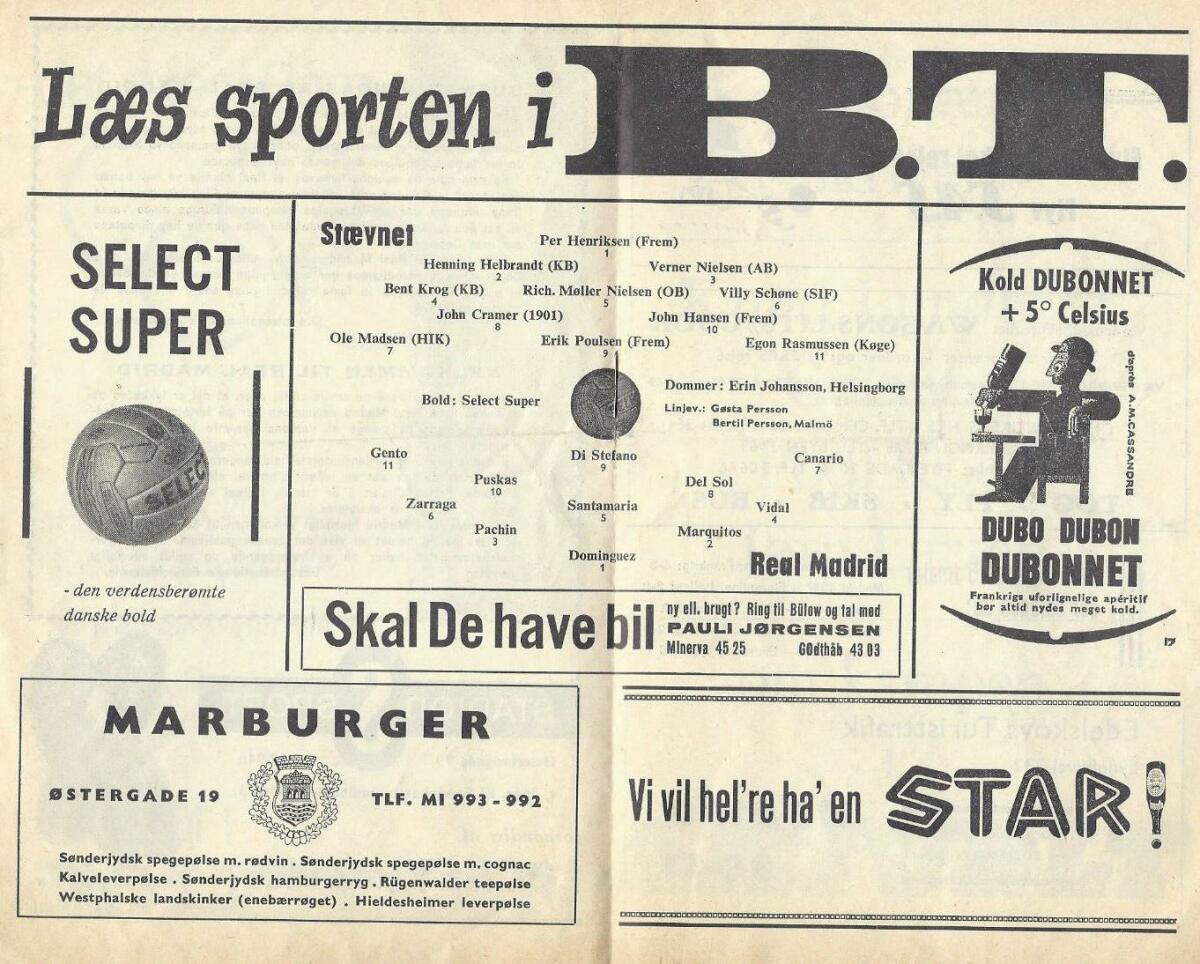 Læs sporten i B.T.
SELECT
SUPER
SELECT
- den verdensberømte
danske bold
Stævnet
Per Henriksen (Frem)
1
Henning Helbrandt (KB) Verner Nielsen (AB)
2 3
Bent Krog (KB) Rich. Møller Nielsen (OB) Villy Schøne (SIF)
4 5 6
John Cramer (1901) John Hansen (Frem)
8 10
Ole Madsen (HIK) Erik Poulsen (Frem) Egon Rasmussen (Køge)
7 9 11
Bold: Select Super
Dommer: Erin Johansson, Helsingborg
Linjev.: Gøsta Persson
Bertil Persson, Malmö
Gento Di Stefano Canario
11 9 7
Puskas Del Sol
10 8
Zarraga Santamaria Vidal
6 5 4
Pachin Marquitos
3 2
Dominguez
1
Real Madrid
Skal De have bil
ny ell. brugt? Ring til Bülow og tal med
PAULI JØRGENSEN
Minerva 45 25 GOdthåb 43 03
Kold DUBONNET
+ 5° Celsius
d'après A.M.CASSANDRE
DUBO DUBON
DUBONNET
Frankrigs uforlignelige apéritif
bør altid nydes meget kold.
17
MARBURGER
ØSTERGADE 19 TLF. MI 993-992
Sønderjydsk spegepølse m. rødvin . Sønderjydsk spegepølse m. cognac
Kalveleverpølse . Sønderjydsk hamburgerryg . Rügenwalder teepølse
Westphalske landskinker (enebærrøget) . Hieldesheimer leverpølse
Vi vil hel're ha' en STAR!